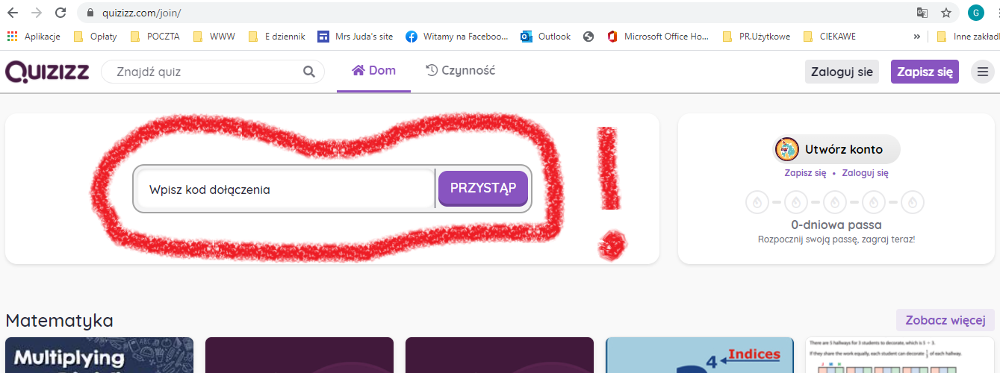 quizizz.com/join/
G
Aplikacje Opłaty POCZTA WWW E dziennik Mrs Juda's site Witamy na Faceboo... Outlook Microsoft Office Ho... PR.Użytkowe CIEKAWE » Inne zakład
Quizizz Znajdź quiz Dom Czynność Zaloguj sie Zapisz się
Wpisz kod dołączenia PRZYSTĄP
!
Utwórz konto
Zapisz się • Zaloguj się
0-dniowa passa
Rozpocznij swoją passę, zagraj teraz!
Matematyka Zobacz więcej
Multiplying
4 Indices
There are 5 hallways for 3 students to decorate, which is 5 ÷ 3.
If they share the work equally, each student can decorate of each hallway.